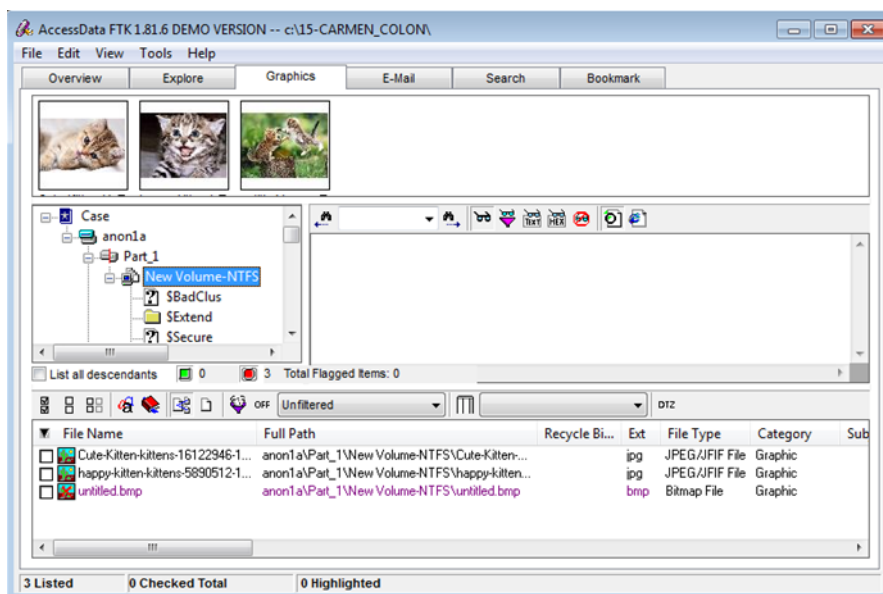 AccessData FTK 1.81.6 DEMO VERSION -- c:\15-CARMEN_COLON\
File Edit View Tools Help
Overview Explore Graphics E-Mail Search Bookmark
Case
anon1a
Part_1
New Volume-NTFS
$BadClus
$Extend
$Secure
TEXT HEX
List all descendants 0 3 Total Flagged Items: 0
OFF Unfiltered DTZ
File Name Full Path Recycle Bi... Ext File Type Category Sub
Cute-Kitten-kittens-16122946-1... anon1a\Part_1\New Volume-NTFS\Cute-Kitten-... jpg JPEG/JFIF File Graphic
happy-kitten-kittens-5890512-1... anon1a\Part_1\New Volume-NTFS\happy-kitten... jpg JPEG/JFIF File Graphic
untitled.bmp anon1a\Part_1\New Volume-NTFS\untitled.bmp bmp Bitmap File Graphic
3 Listed 0 Checked Total 0 Highlighted